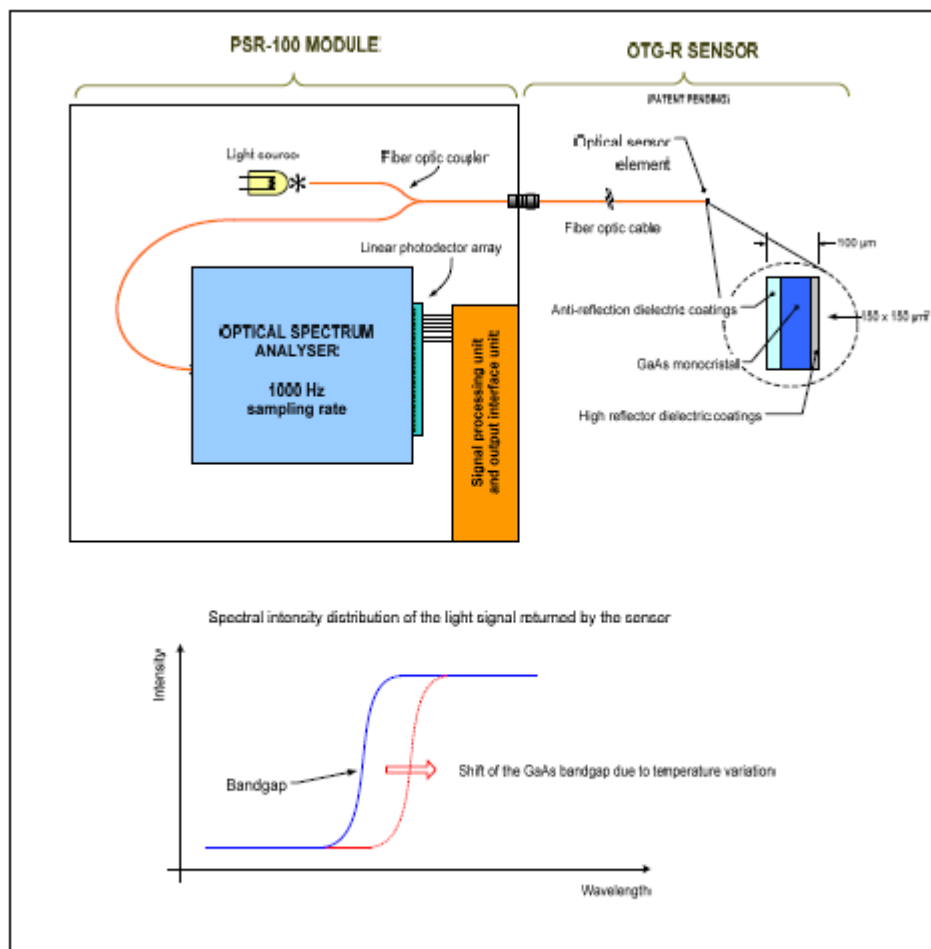 PSR-100 MODULE
OTG-R SENSOR
(PATENT PENDING)
Light source
Fiber optic coupler
Optical sensor
element
Fiber optic cable
100 µm
Linear photodector array
Anti-reflection dielectric coatings
150 x 150 µm²
OPTICAL SPECTRUM
ANALYSER
GaAs monocristal
1000 Hz
sampling rate
High reflector dielectric coatings
Signal processing unit
and output interface unit
Spectral intensity distribution of the light signal returned by the sensor
Intensity
Bandgap
Shift of the GaAs bandgap due to temperature variation
Wavelength